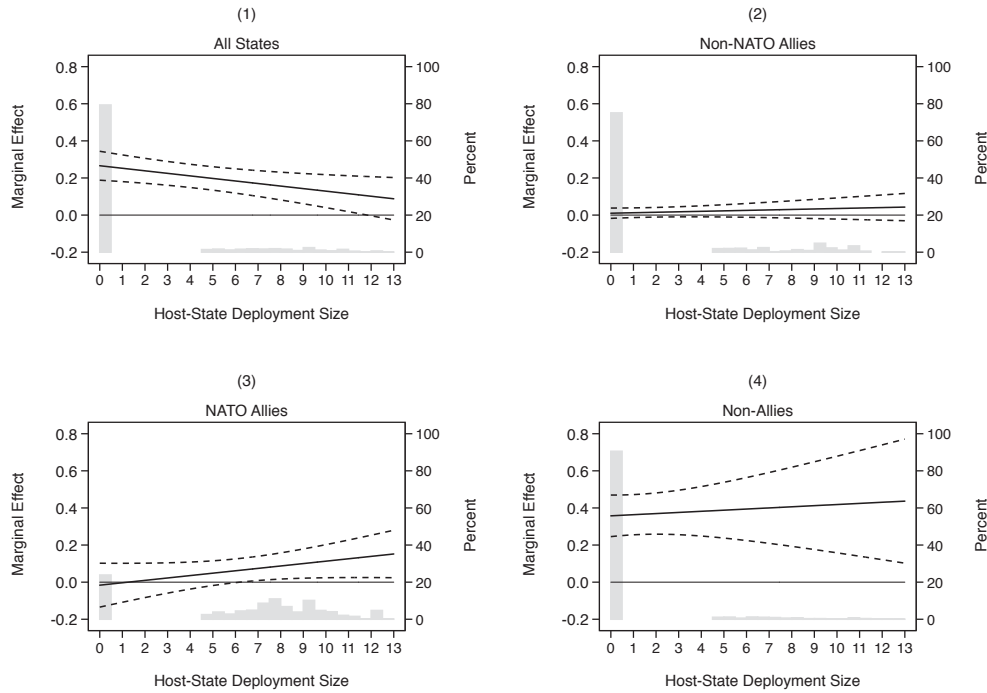 (1)
All States
0.8
0.6
0.4
0.2
0.0
-0.2
Marginal Effect
100
80
60
40
20
0
Percent
0 1 2 3 4 5 6 7 8 9 10 11 12 13
Host-State Deployment Size
(2)
Non-NATO Allies
0.8
0.6
0.4
0.2
0.0
-0.2
Marginal Effect
100
80
60
40
20
0
Percent
0 1 2 3 4 5 6 7 8 9 10 11 12 13
Host-State Deployment Size
(3)
NATO Allies
0.8
0.6
0.4
0.2
0.0
-0.2
Marginal Effect
100
80
60
40
20
0
Percent
0 1 2 3 4 5 6 7 8 9 10 11 12 13
Host-State Deployment Size
(4)
Non-Allies
0.8
0.6
0.4
0.2
0.0
-0.2
Marginal Effect
100
80
60
40
20
0
Percent
0 1 2 3 4 5 6 7 8 9 10 11 12 13
Host-State Deployment Size